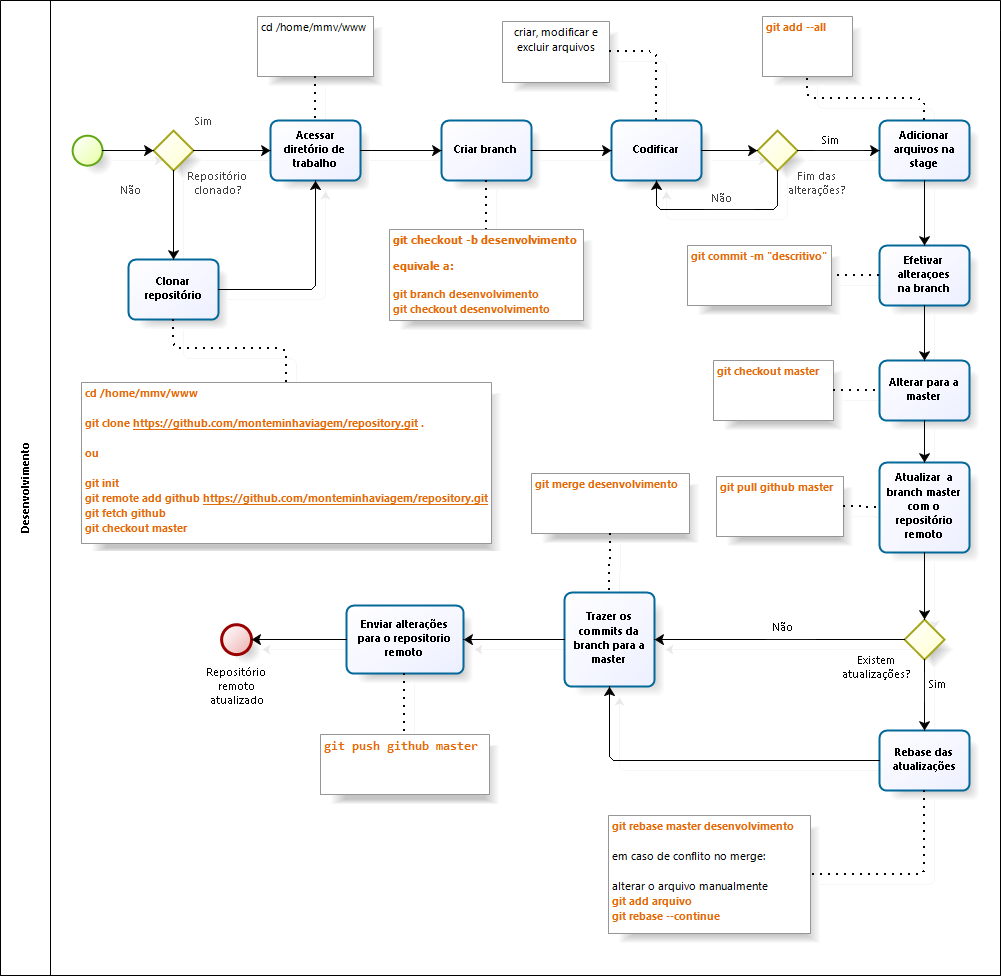 Desenvolvimento
cd /home/mmv/www
criar, modificar e
excluir arquivos
git add --all
Sim
Não
Repositório
clonado?
Acessar
diretório de
trabalho
Criar branch
Codificar
Sim
Fim das
alterações?
Não
Adicionar
arquivos na
stage
Clonar
repositório
git checkout -b desenvolvimento
equivale a:
git branch desenvolvimento
git checkout desenvolvimento
git commit -m "descritivo"
Efetivar
alteraçoes
na branch
git checkout master
Alterar para a
master
cd /home/mmv/www
git clone https://github.com/monteminhaviagem/repository.git .
ou
git init
git remote add github https://github.com/monteminhaviagem/repository.git
git fetch github
git checkout master
git merge desenvolvimento
git pull github master
Atualizar a
branch master
com o
repositório
remoto
Repositório
remoto
atualizado
Enviar alterações
para o repositorio
remoto
Trazer os
commits da
branch para a
master
Não
Existem
atualizações?
Sim
git push github master
Rebase das
atualizações
git rebase master desenvolvimento
em caso de conflito no merge:
alterar o arquivo manualmente
git add arquivo
git rebase --continue